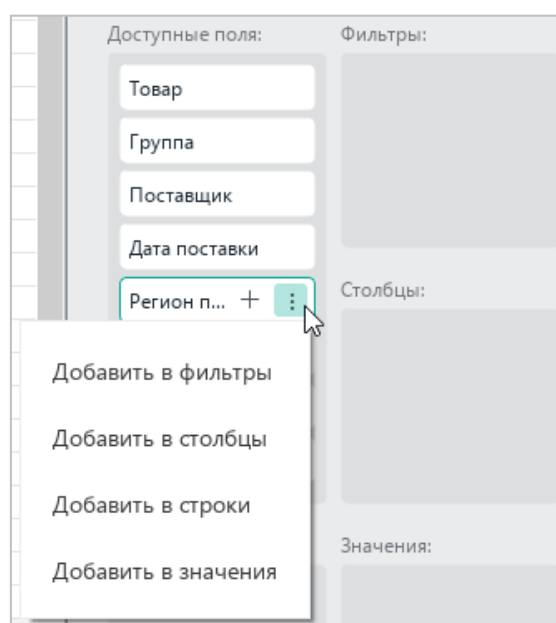 Доступные поля:
Фильтры:
Товар
Группа
Поставщик
Дата поставки
Регион п...
Столбцы:
Добавить в фильтры
Добавить в столбцы
Добавить в строки
Добавить в значения
Значения: